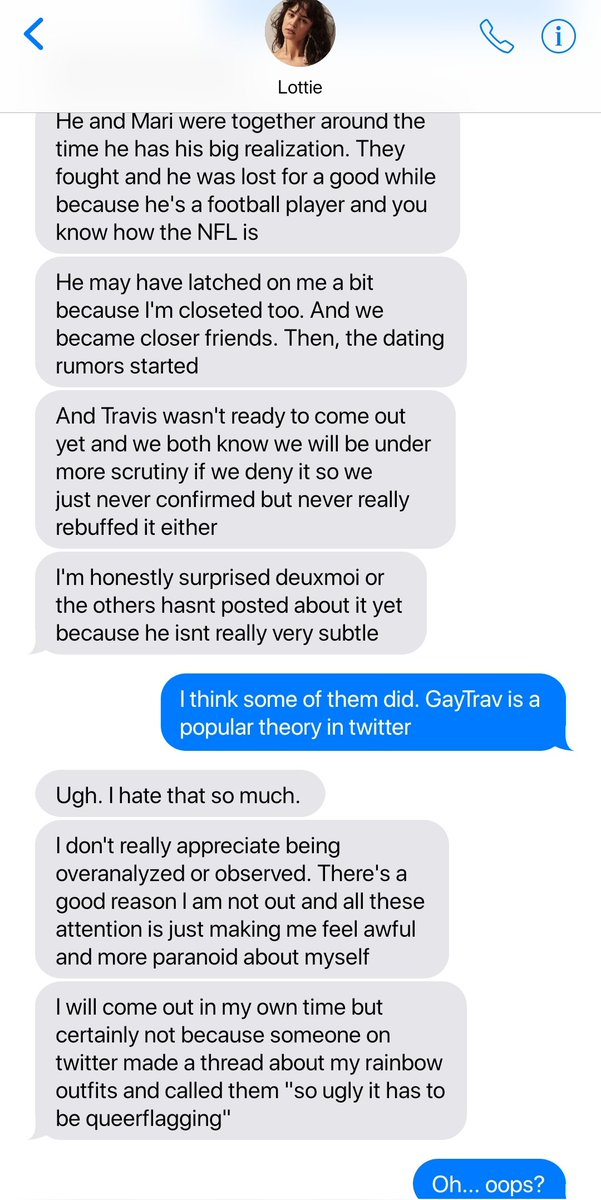 Lottie
He and Mari were together around the
time he has his big realization. They
fought and he was lost for a good while
because he's a football player and you
know how the NFL is
He may have latched on me a bit
because I'm closeted too. And we
became closer friends. Then, the dating
rumors started
And Travis wasn't ready to come out
yet and we both know we will be under
more scrutiny if we deny it so we
just never confirmed but never really
rebuffed it either
I'm honestly surprised deuxmoi or
the others hasnt posted about it yet
because he isnt really very subtle
I think some of them did. GayTrav is a
popular theory in twitter
Ugh. I hate that so much.
I don't really appreciate being
overanalyzed or observed. There's a
good reason I am not out and all these
attention is just making me feel awful
and more paranoid about myself
I will come out in my own time but
certainly not because someone on
twitter made a thread about my rainbow
outfits and called them "so ugly it has to
be queerflagging"
Oh... oops?